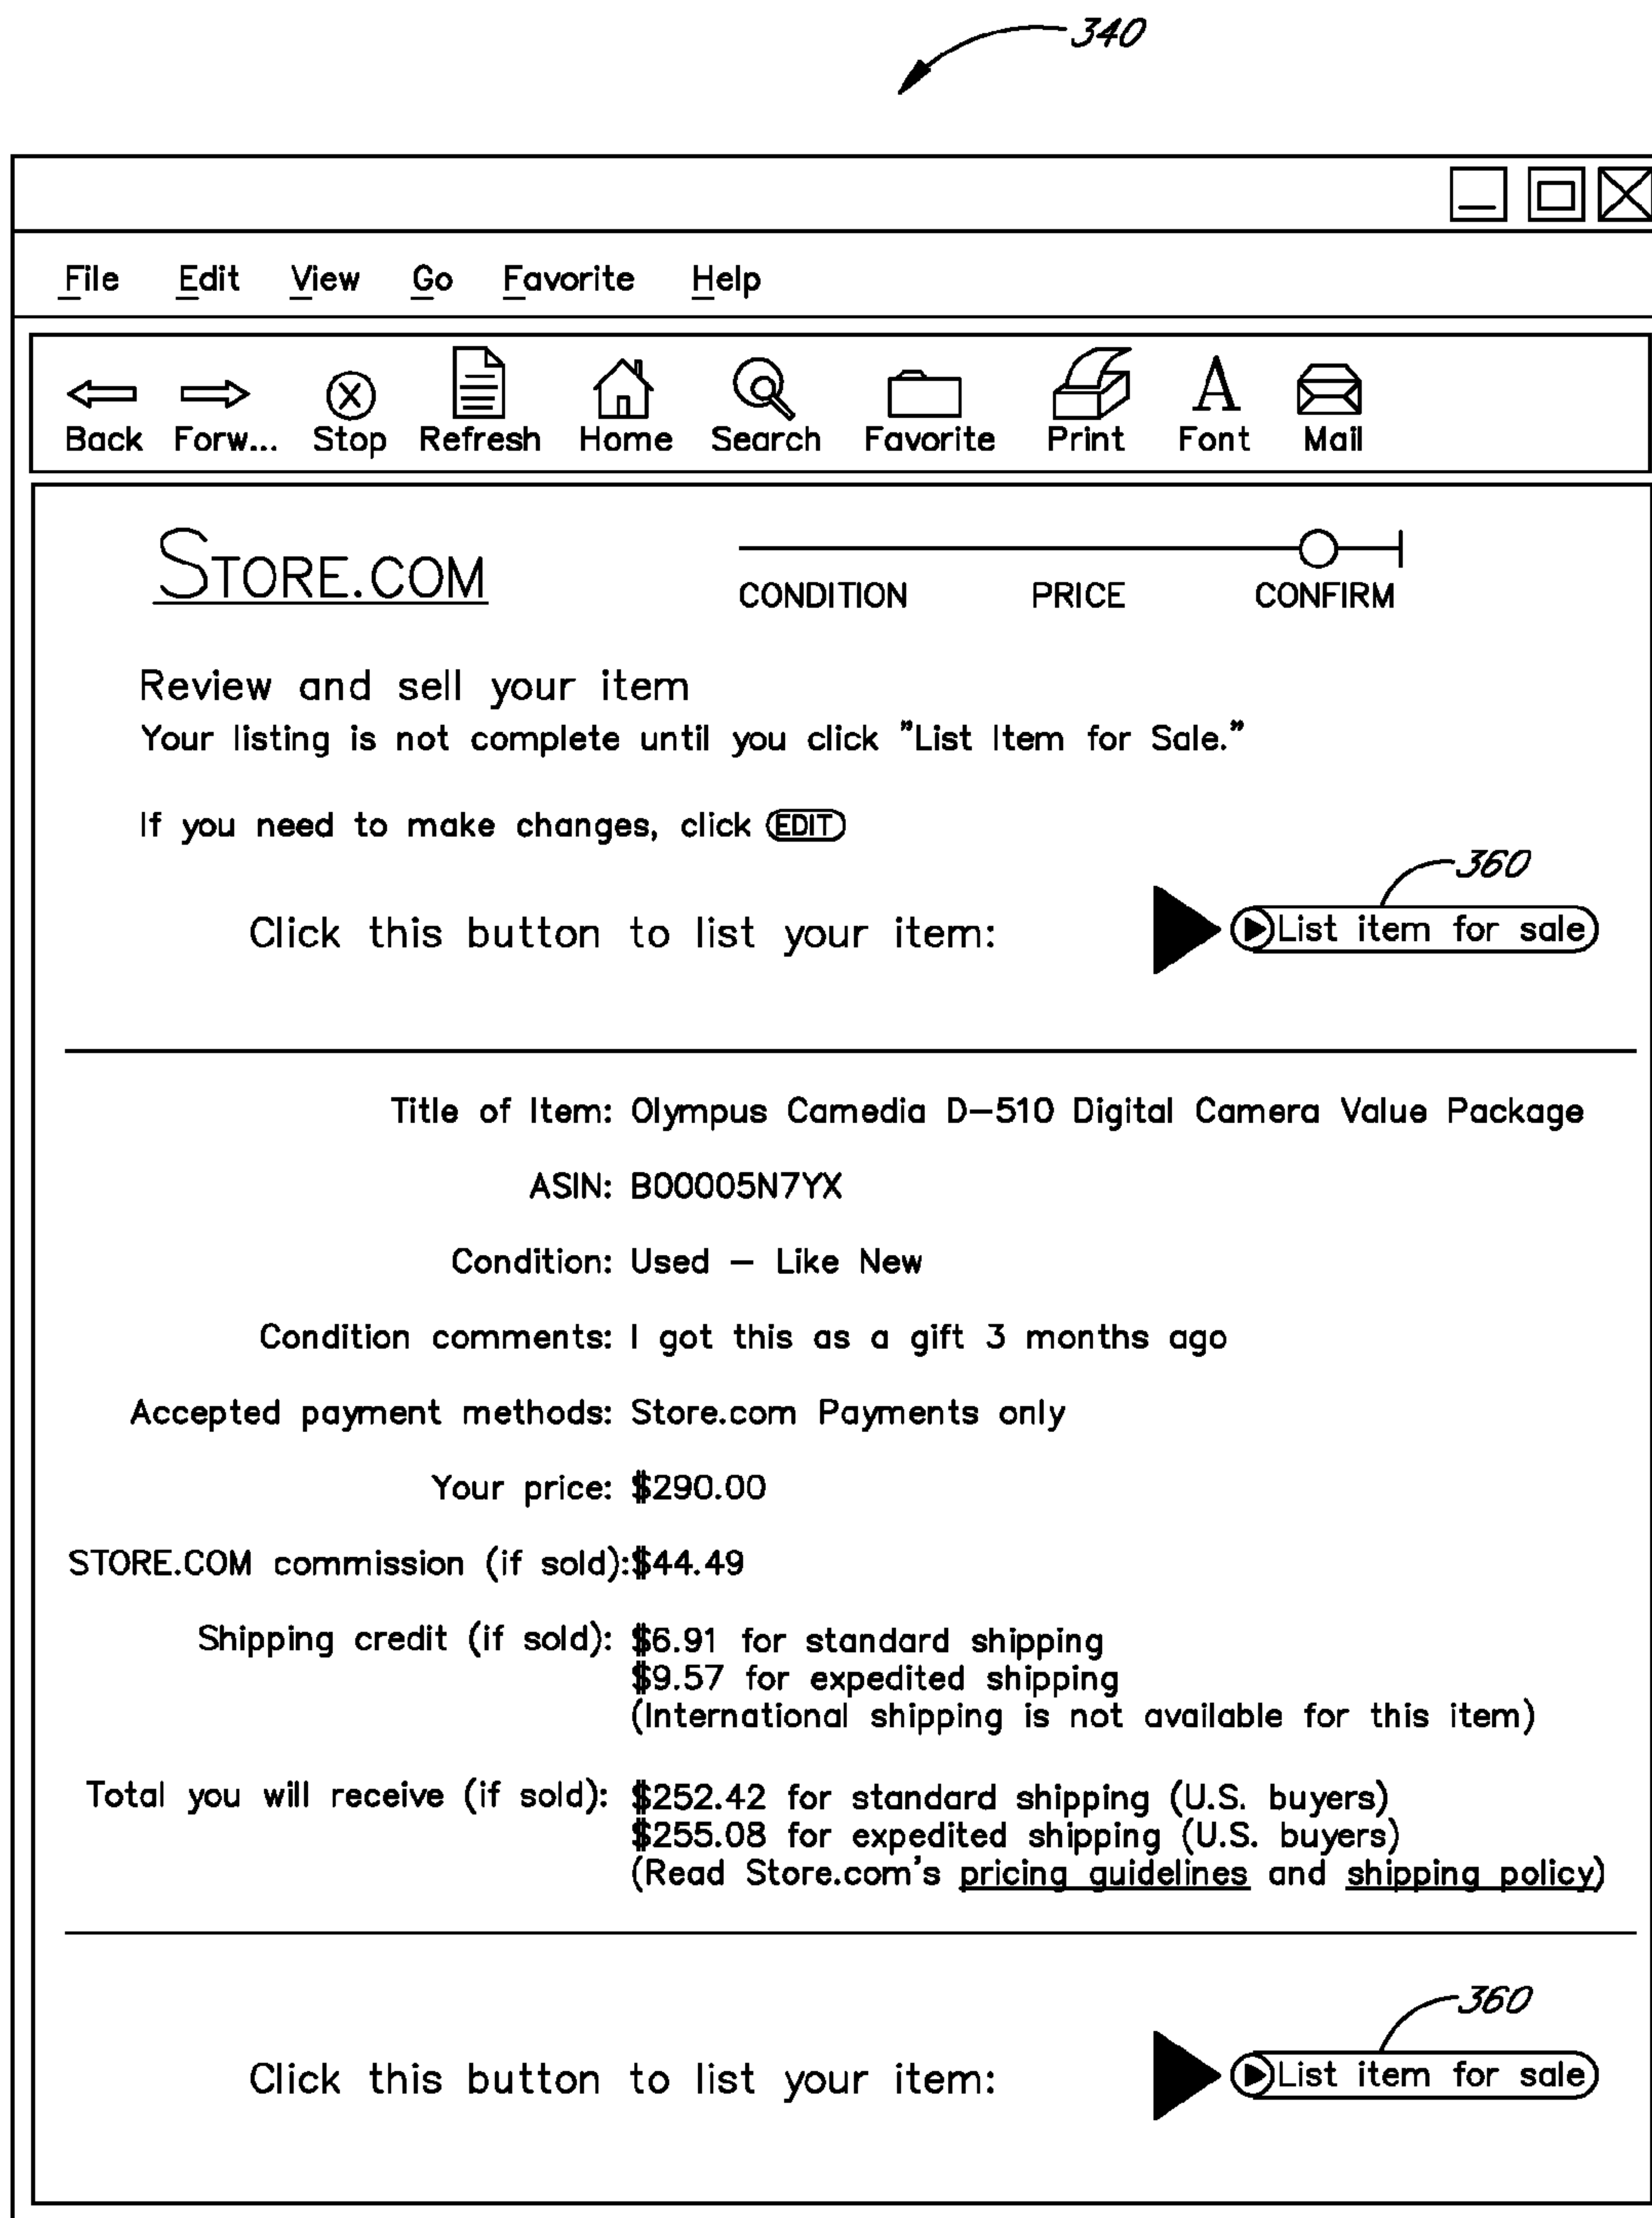 340
File Edit View Go Favorite Help
Back Forw... Stop Refresh Home Search Favorite Print Font Mail
STORE.COM
CONDITION PRICE CONFIRM
Review and sell your item
Your listing is not complete until you click "List Item for Sale."
If you need to make changes, click EDIT
360
Click this button to list your item: List item for sale
Title of Item: Olympus Camedia D-510 Digital Camera Value Package
ASIN: B00005N7YX
Condition: Used - Like New
Condition comments: I got this as a gift 3 months ago
Accepted payment methods: Store.com Payments only
Your price: $290.00
STORE.COM commission (if sold):$44.49
Shipping credit (if sold): $6.91 for standard shipping
$9.57 for expedited shipping
(International shipping is not available for this item)
Total you will receive (if sold): $252.42 for standard shipping (U.S. buyers)
$255.08 for expedited shipping (U.S. buyers)
(Read Store.com's pricing guidelines and shipping policy)
360
Click this button to list your item: List item for sale